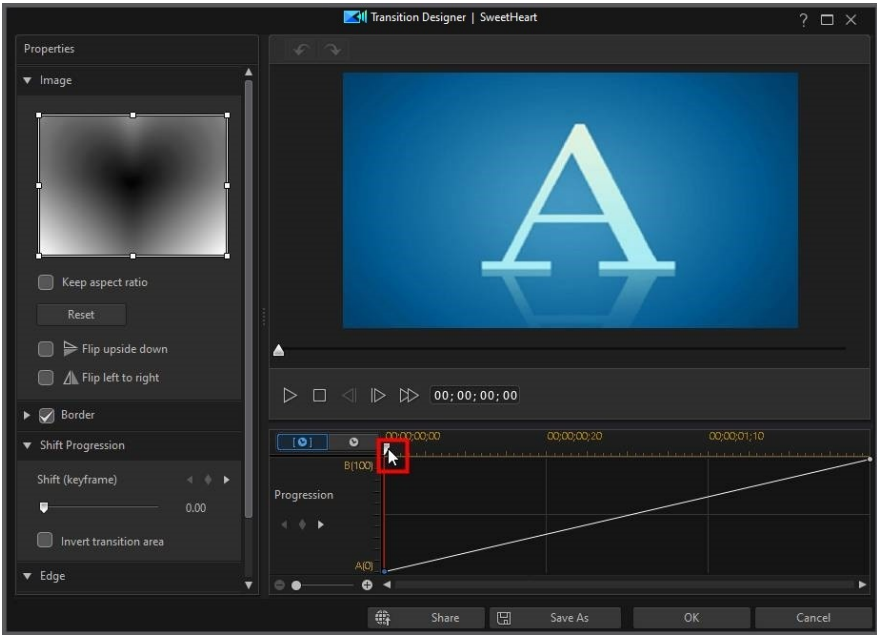 Transition Designer | SweetHeart
Properties
Image
Keep aspect ratio
Reset
Flip upside down
Flip left to right
Border
Shift Progression
Shift (keyframe)
0.00
Invert transition area
Edge
A
00;00;00;00
00;00;00;00
00;00;00;20
00;00;01;10
B(100)
Progression
A(0)
Share
Save As
OK
Cancel